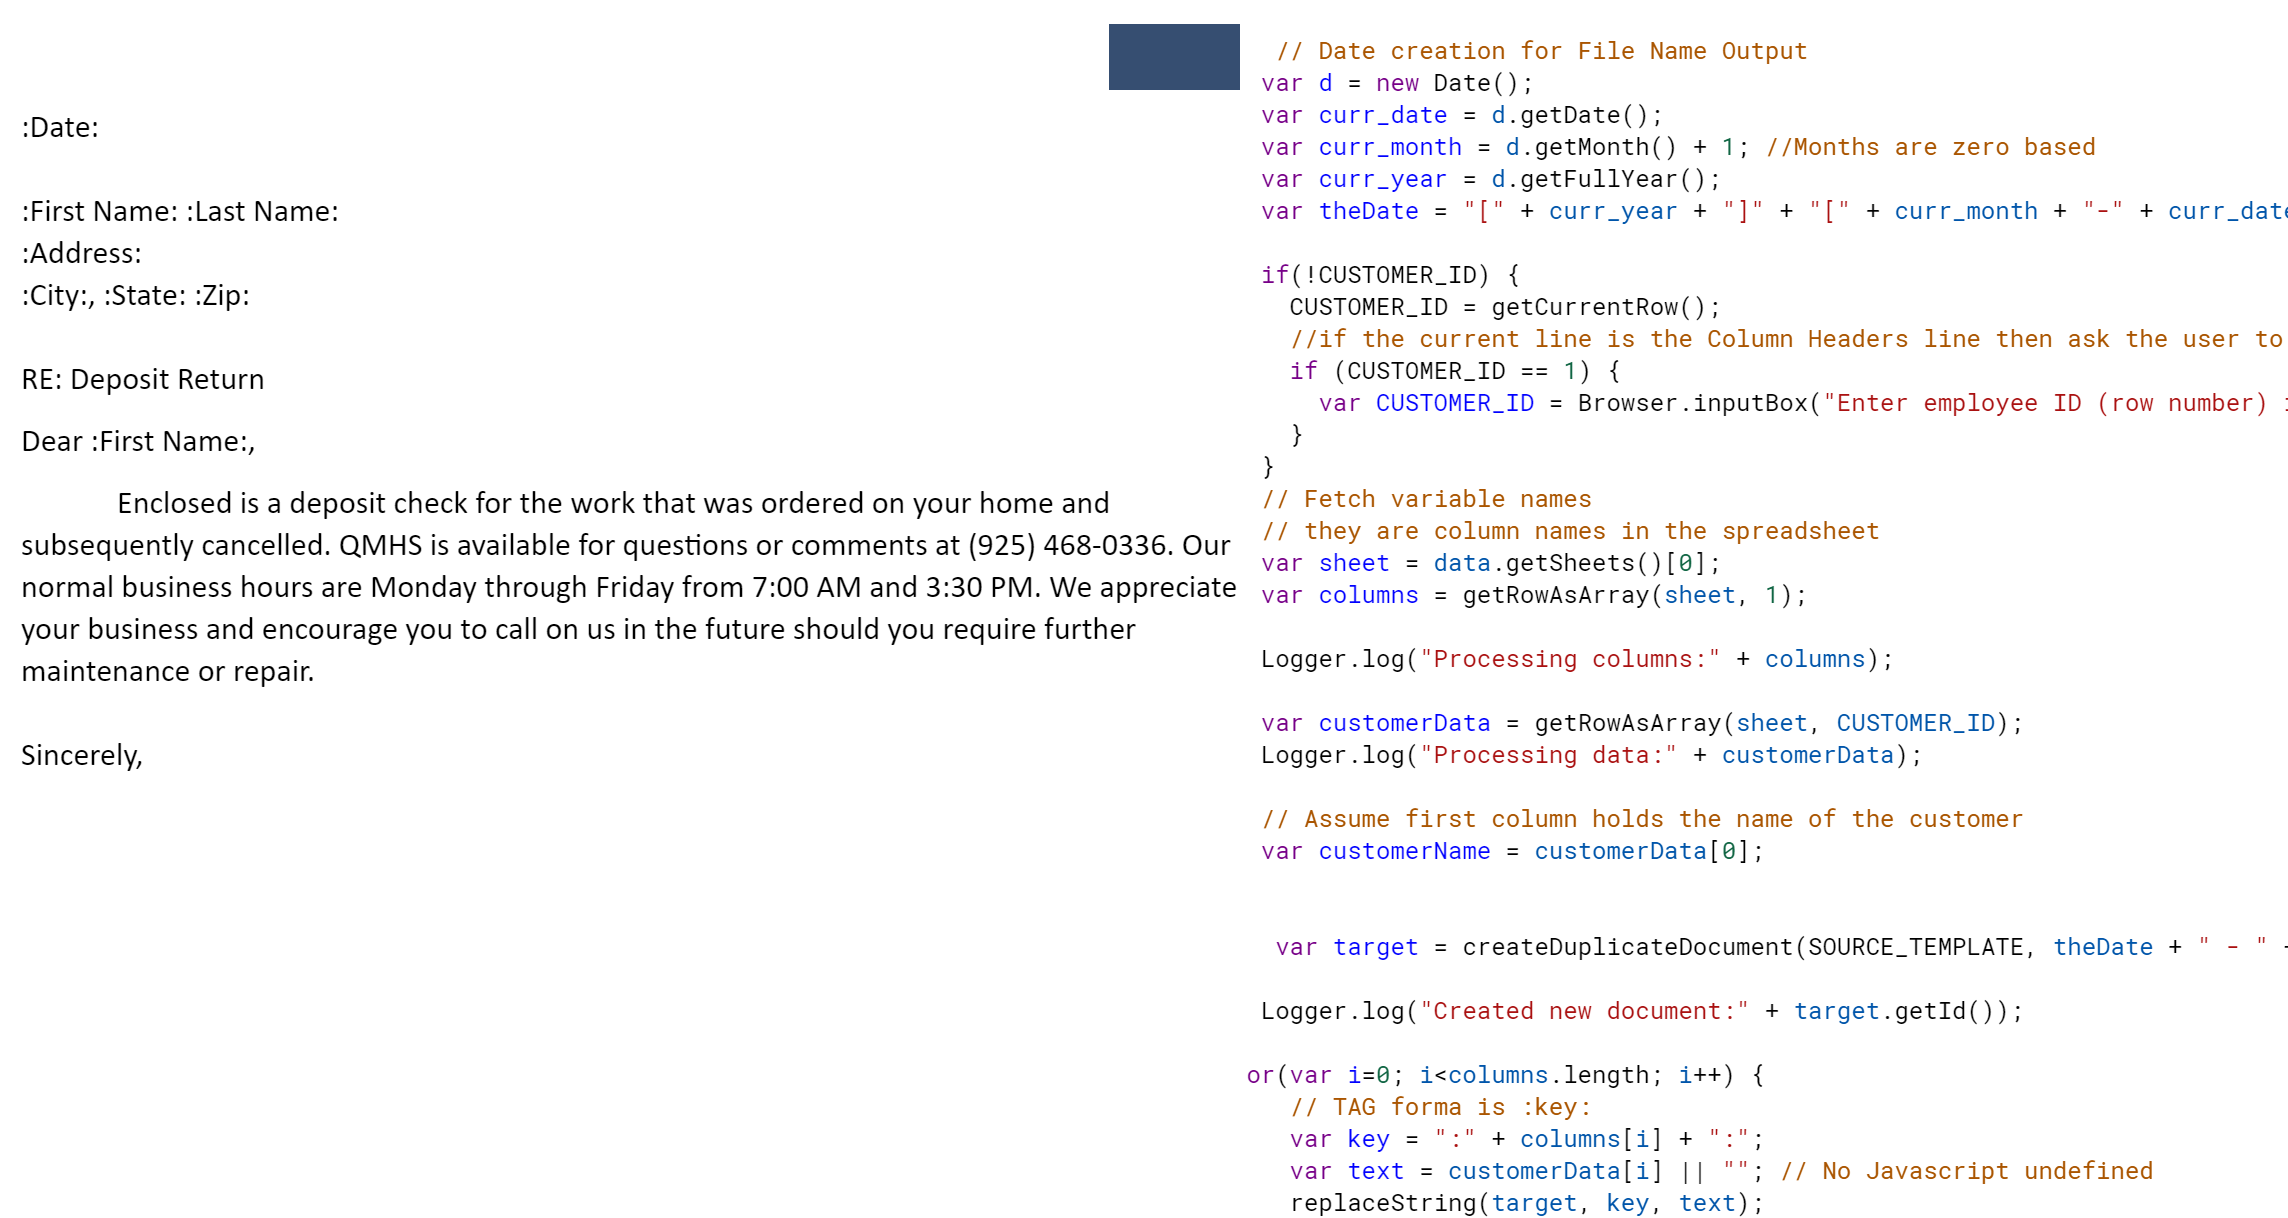 :Date:
:First Name: :Last Name:
:Address:
:City:, :State: :Zip:
RE: Deposit Return
Dear :First Name:,
Enclosed is a deposit check for the work that was ordered on your home and
subsequently cancelled. QMHS is available for questions or comments at (925) 468-0336. Our
normal business hours are Monday through Friday from 7:00 AM and 3:30 PM. We appreciate
your business and encourage you to call on us in the future should you require further
maintenance or repair.
Sincerely,
// Date creation for File Name Output
var d = new Date();
var curr_date = d.getDate();
var curr_month = d.getMonth() + 1; //Months are zero based
var curr_year = d.getFullYear();
var theDate = "[" + curr_year + "]" + "[" + curr_month + "-" + curr_date
if(!CUSTOMER_ID) {
CUSTOMER_ID = getCurrentRow();
//if the current line is the Column Headers line then ask the user to
if (CUSTOMER_ID == 1) {
var CUSTOMER_ID = Browser.inputBox("Enter employee ID (row number)
}
}
// Fetch variable names
// they are column names in the spreadsheet
var sheet = data.getSheets()[0];
var columns = getRowAsArray(sheet, 1);
Logger.log("Processing columns:" + columns);
var customerData = getRowAsArray(sheet, CUSTOMER_ID);
Logger.log("Processing data:" + customerData);
// Assume first column holds the name of the customer
var customerName = customerData[0];
var target = createDuplicateDocument(SOURCE_TEMPLATE, theDate + " - "
Logger.log("Created new document:" + target.getId());
or(var i=0; i<columns.length; i++) {
// TAG forma is :key:
var key = ":" + columns[i] + ":";
var text = customerData[i] || ""; // No Javascript undefined
replaceString(target, key, text);